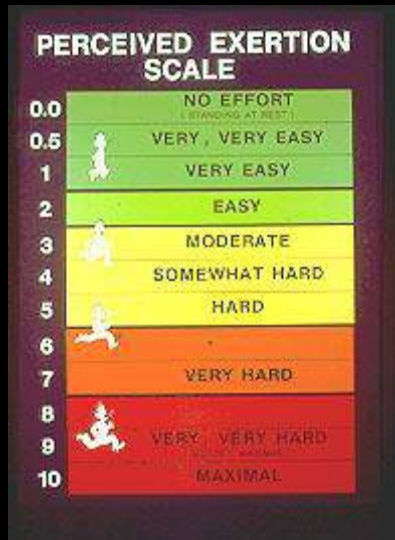 PERCEIVED EXERTION
SCALE
0.0 NO EFFORT
( STANDING AT REST )
0.5 VERY, VERY EASY
1 VERY EASY
2 EASY
3 MODERATE
4 SOMEWHAT HARD
5 HARD
6
7 VERY HARD
8
9 VERY, VERY HARD
10 MAXIMAL